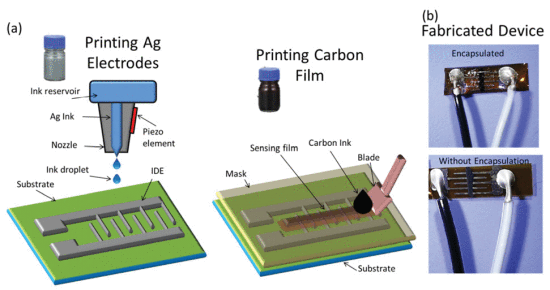 (a)
Printing Ag
Electrodes
Ink reservoir
Ag Ink
Piezo
element
Nozzle
Ink droplet
Substrate
IDE
Printing Carbon
Film
Carbon Ink
Sensing film
Blade
Mask
Substrate
(b)
Fabricated Device
Encapsulated
Without Encapsulation